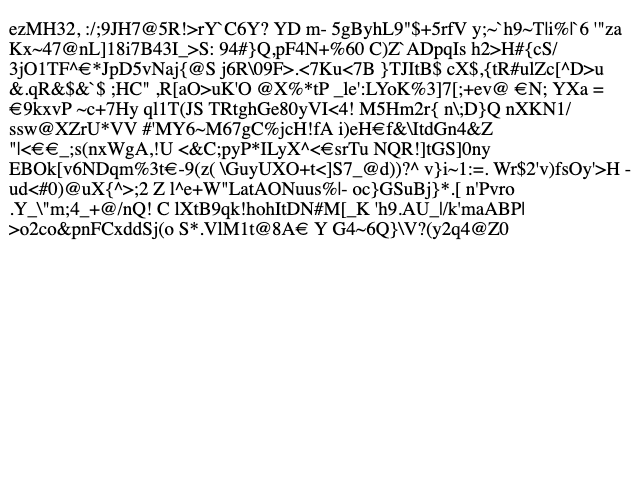 ezMH32, :/;9JH7@5R!>rY`C6Y? YD m- 5gByhL9"$+5rfV y;~`h9~T|i%|`6 '"za
Kx~47@nL]18i7B43I_>S: 94#}Q,pF4N+%60 C)Z`ADpqIs h2>H#{cS/
3jO1TF^€*JpD5vNaj{@S j6R\09F>.<7Ku<7B }TJItB$ cX$,{tR#ulZc[^D>u
&.qR&$&`$ ;HC" ,R[aO>uK'O @X%*tP _le':LYoK%3]7[;+ev@ €N; YXa =
€9kxvP ~c+7Hy ql1T(JS TRtghGe80yVI<4! M5Hm2r{ n\;D}Q nXKN1/
ssw@XZrU*VV #'MY6~M67gC%jcH!fA i)eH€f&\ItdGn4&Z
"|<€€_;s(nxWgA,!U <&C;pyP*ILyX^<€srTu NQR!]tGS]0ny
EBOk[v6NDqm%3t€-9(z( \GuyUXO+t<]S7_@d))?^ v}i~1:=. Wr$2'v)fsOy'>H -
ud<#0)@uX{^>;2 Z l^e+W"LatAONuus%|- oc}GSuBj}*.[ n'Pvro
.Y_\"m;4_+@/nQ! C lXtB9qk!hohItDN#M[_K 'h9.AU_|/k'maABP|
>o2co&pnFCxddSj(o S*.VlM1t@8A€ Y G4~6Q}\V?(y2q4@Z0